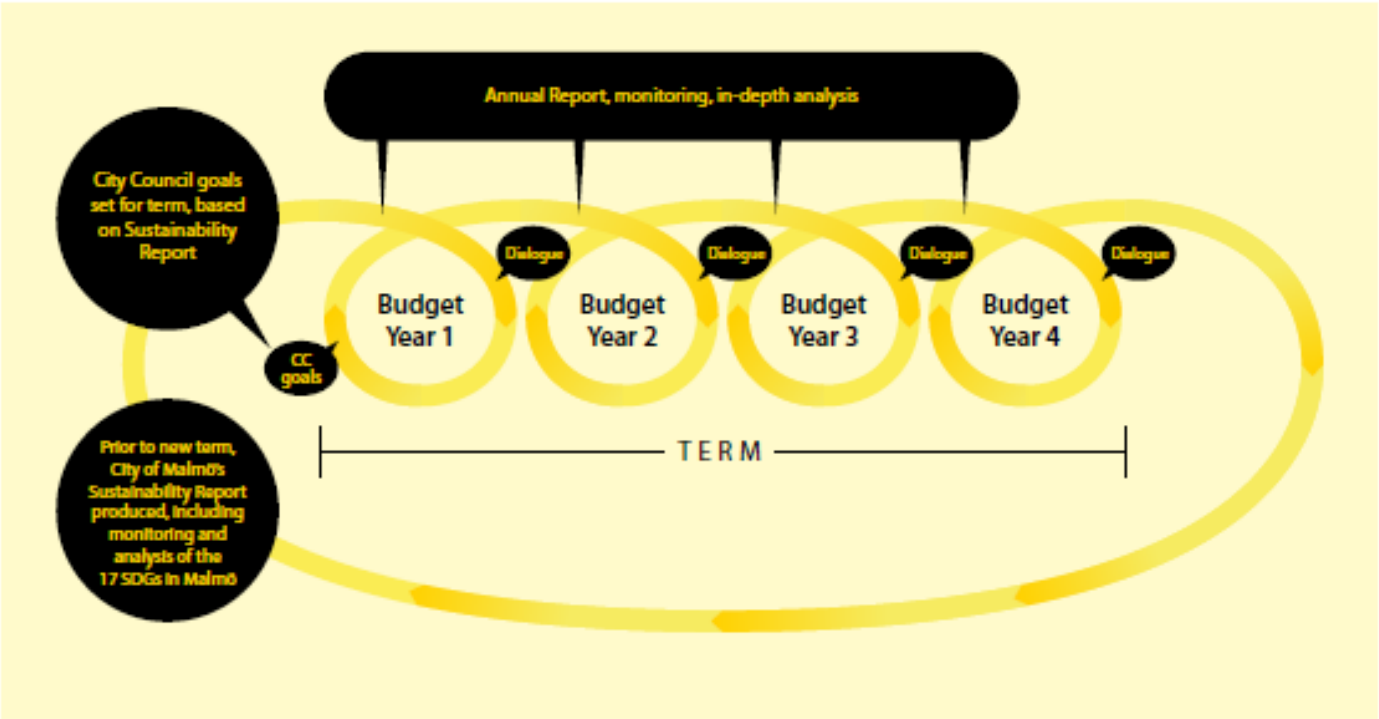 Annual Report, monitoring, in-depth analysis
City Council goals
set for term, based
on Sustainability
Report
Dialogue
Dialogue
Dialogue
Dialogue
Budget
Year 1
Budget
Year 2
Budget
Year 3
Budget
Year 4
CC
goals
TERM
Prior to new term,
City of Malmö's
Sustainability Report
produced, including
monitoring and
analysis of the
17 SDGs in Malmö